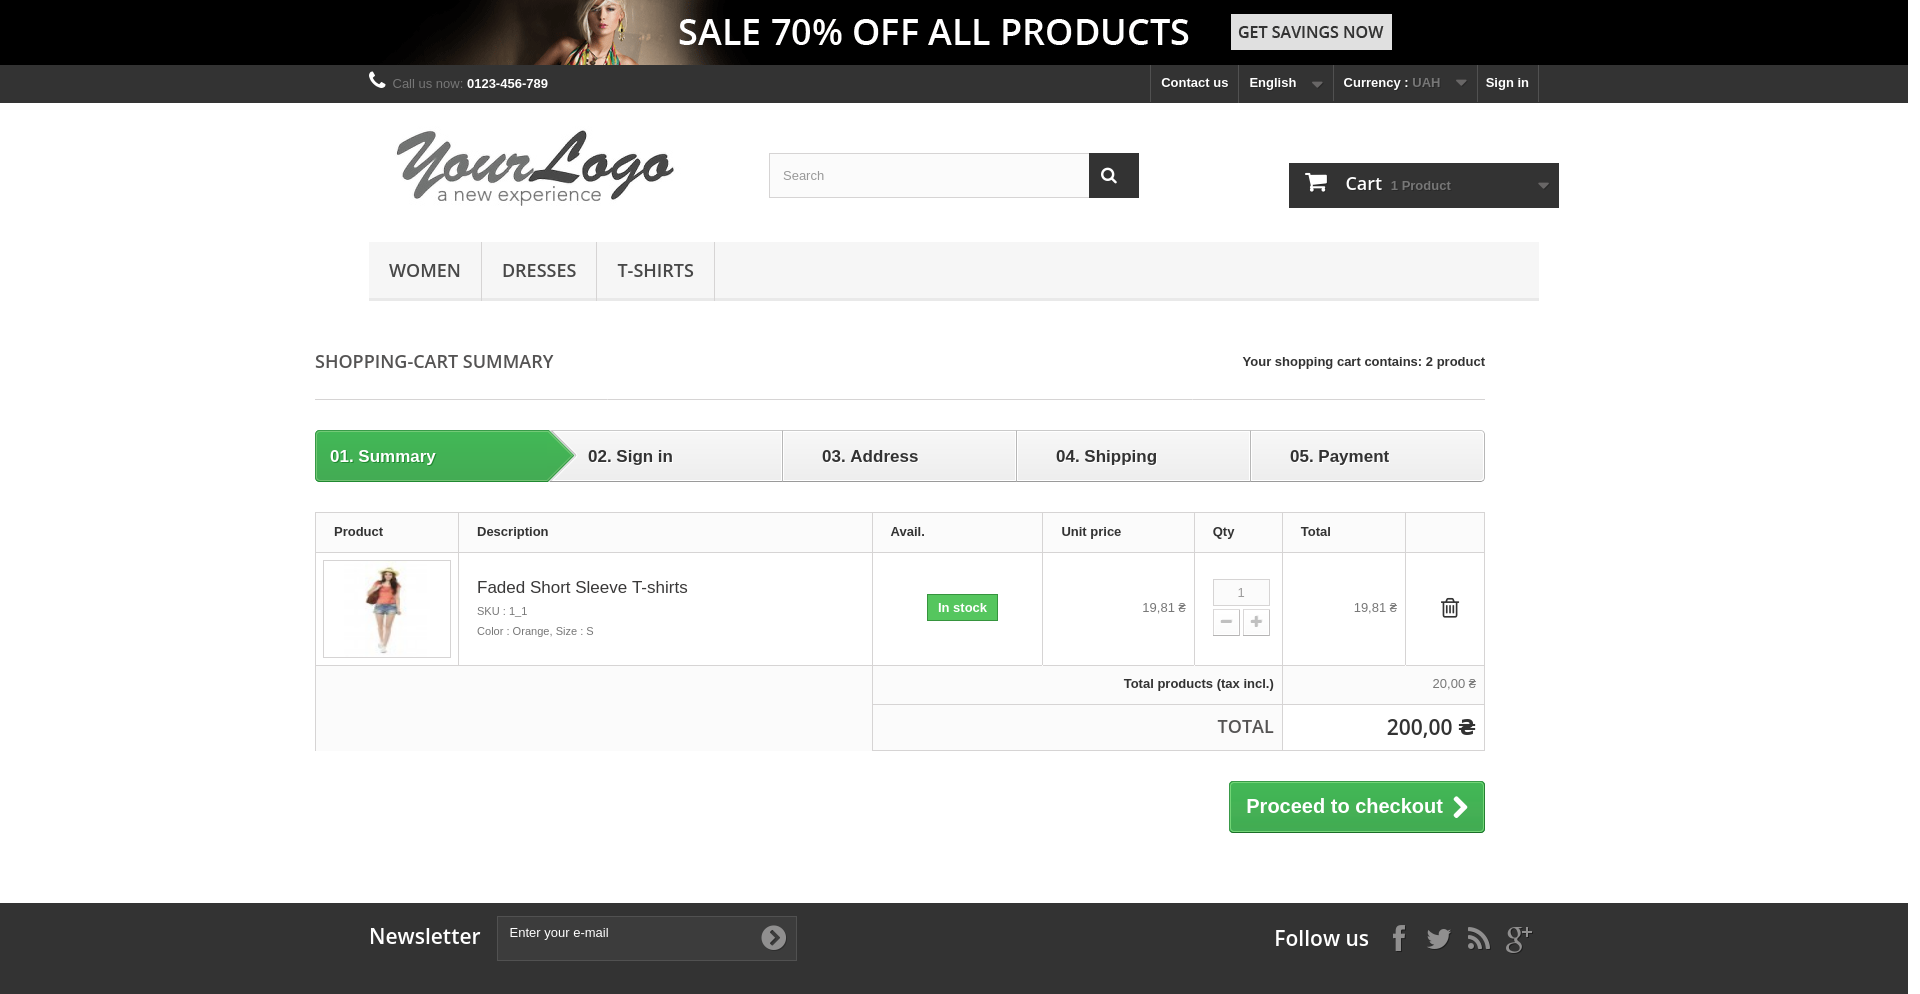 SALE 70% OFF ALL PRODUCTS
GET SAVINGS NOW
Call us now: 0123-456-789
Contact us
English
Currency : UAH
Sign in
YourLogo
a new experience
Search
Cart 1 Product
WOMEN
DRESSES
T-SHIRTS
SHOPPING-CART SUMMARY
Your shopping cart contains: 2 product
01. Summary
02. Sign in
03. Address
04. Shipping
05. Payment
Product
Description
Avail.
Unit price
Qty
Total
Faded Short Sleeve T-shirts
SKU : 1_1
Color : Orange, Size : S
In stock
19,81 ₴
1
19,81 ₴
Total products (tax incl.)
20,00 ₴
TOTAL
200,00 ₴
Proceed to checkout
Newsletter
Enter your e-mail
Follow us